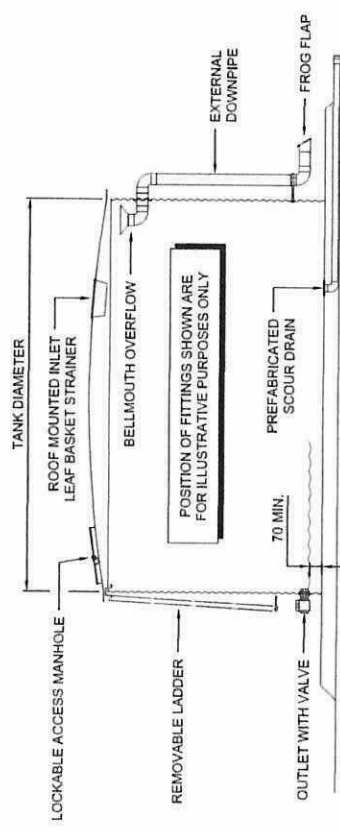 TANK DIAMETER
LOCKABLE ACCESS MANHOLE
ROOF MOUNTED INLET
LEAF BASKET STRAINER
BELLMOUTH OVERFLOW
EXTERNAL
DOWNPIPE
REMOVABLE LADDER
POSITION OF FITTINGS SHOWN ARE
FOR ILLUSTRATIVE PURPOSES ONLY
FROG FLAP
OUTLET WITH VALVE
70 MIN.
PREFABRICATED
SCOUR DRAIN